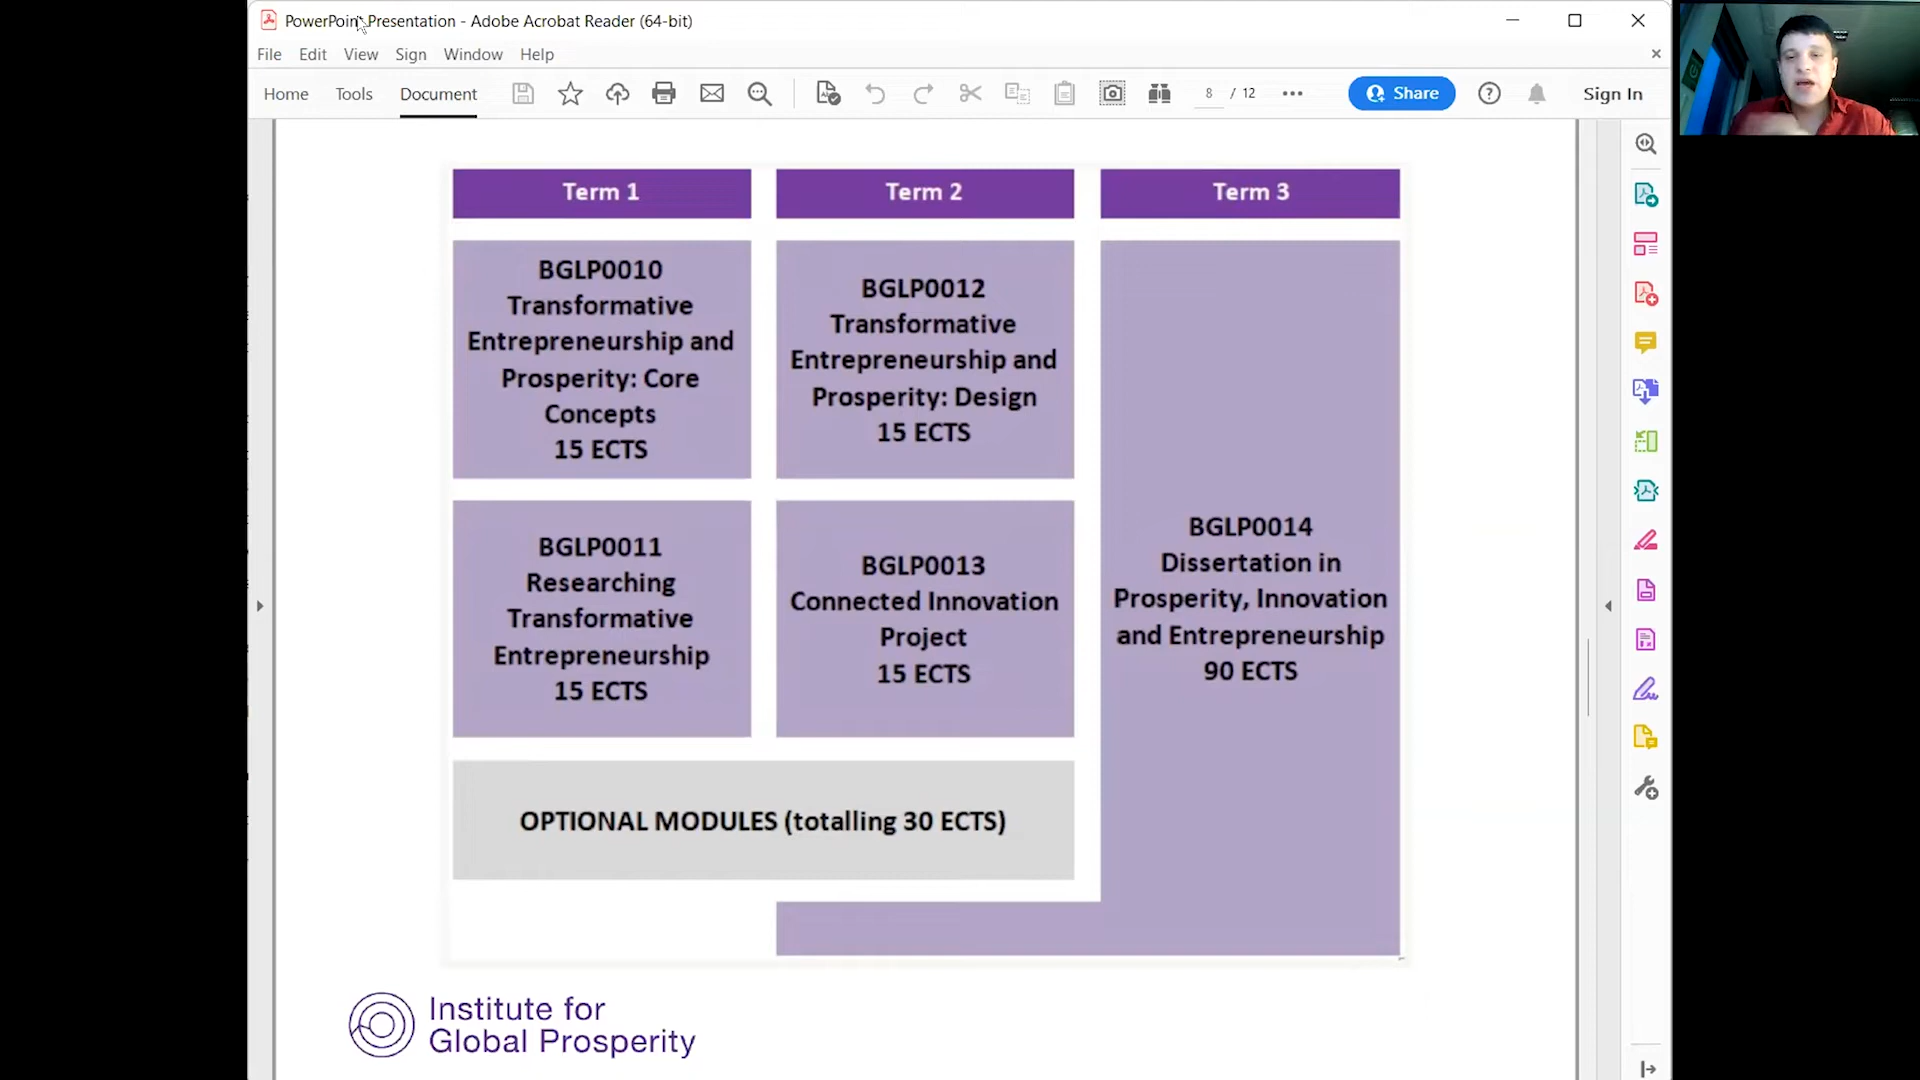 PowerPoint Presentation - Adobe Acrobat Reader (64-bit)
File Edit View Sign Window Help
Home Tools Document 8 / 12 Share Sign In
Term 1
Term 2
Term 3
BGLP0010
Transformative
Entrepreneurship and
Prosperity: Core
Concepts
15 ECTS
BGLP0012
Transformative
Entrepreneurship and
Prosperity: Design
15 ECTS
BGLP0011
Researching
Transformative
Entrepreneurship
15 ECTS
BGLP0013
Connected Innovation
Project
15 ECTS
BGLP0014
Dissertation in
Prosperity, Innovation
and Entrepreneurship
90 ECTS
OPTIONAL MODULES (totalling 30 ECTS)
Institute for
Global Prosperity